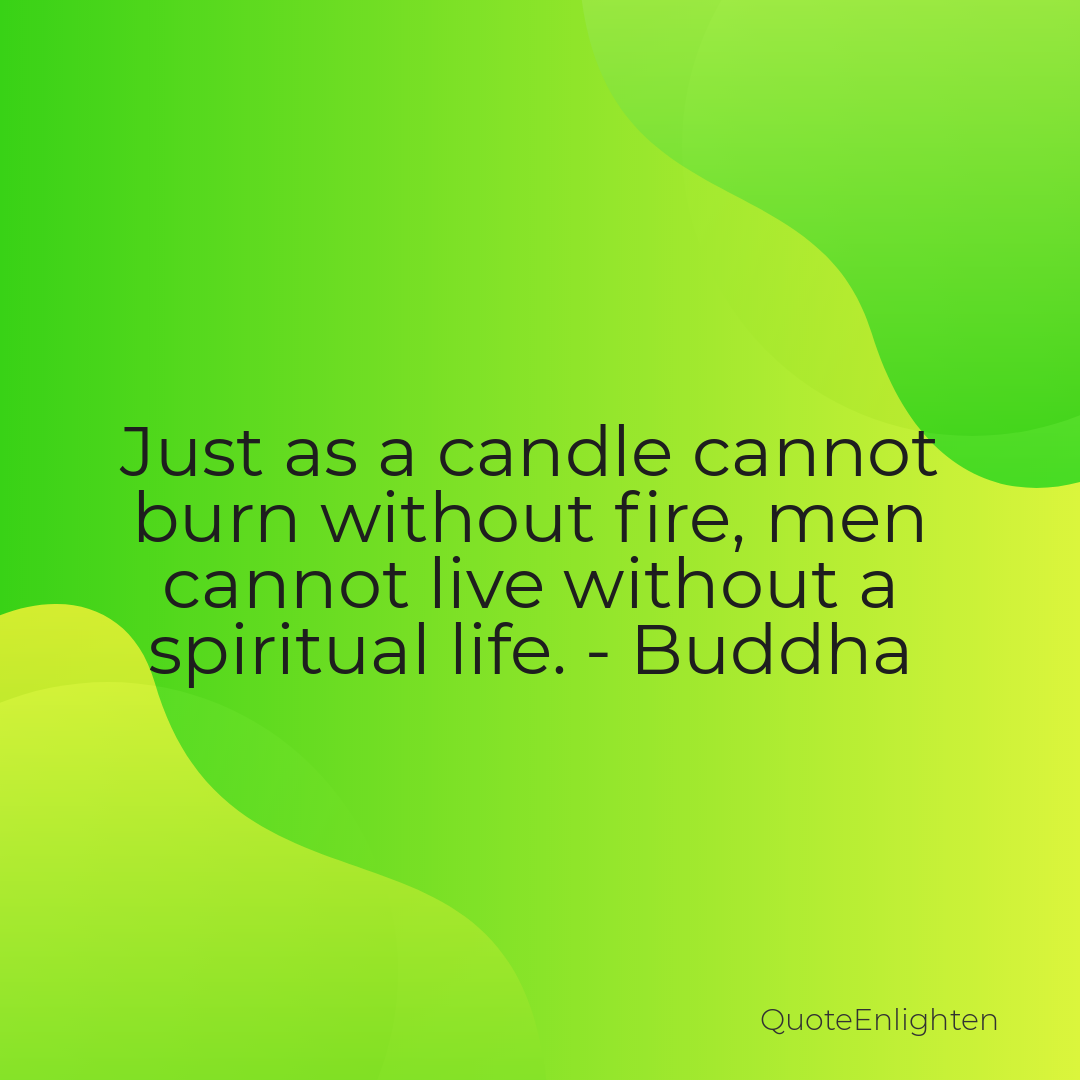 Just as a candle cannot
burn without fire, men
cannot live without a
spiritual life. - Buddha
QuoteEnlighten